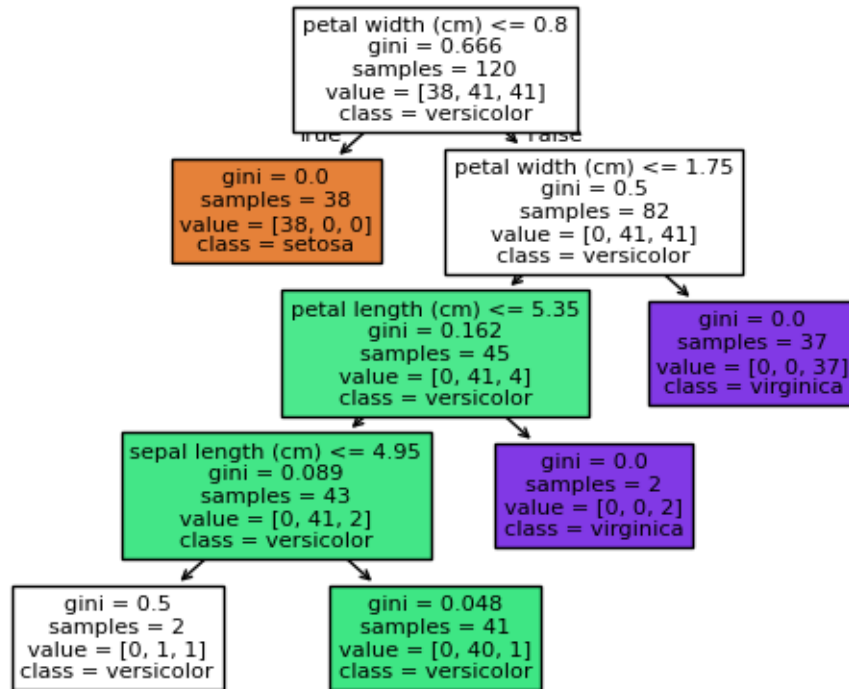 petal width (cm) <= 0.8
gini = 0.666
samples = 120
value = [38, 41, 41]
class = versicolor
True
False
gini = 0.0
samples = 38
value = [38, 0, 0]
class = setosa
petal width (cm) <= 1.75
gini = 0.5
samples = 82
value = [0, 41, 41]
class = versicolor
petal length (cm) <= 5.35
gini = 0.162
samples = 45
value = [0, 41, 4]
class = versicolor
gini = 0.0
samples = 37
value = [0, 0, 37]
class = virginica
sepal length (cm) <= 4.95
gini = 0.089
samples = 43
value = [0, 41, 2]
class = versicolor
gini = 0.0
samples = 2
value = [0, 0, 2]
class = virginica
gini = 0.5
samples = 2
value = [0, 1, 1]
class = versicolor
gini = 0.048
samples = 41
value = [0, 40, 1]
class = versicolor